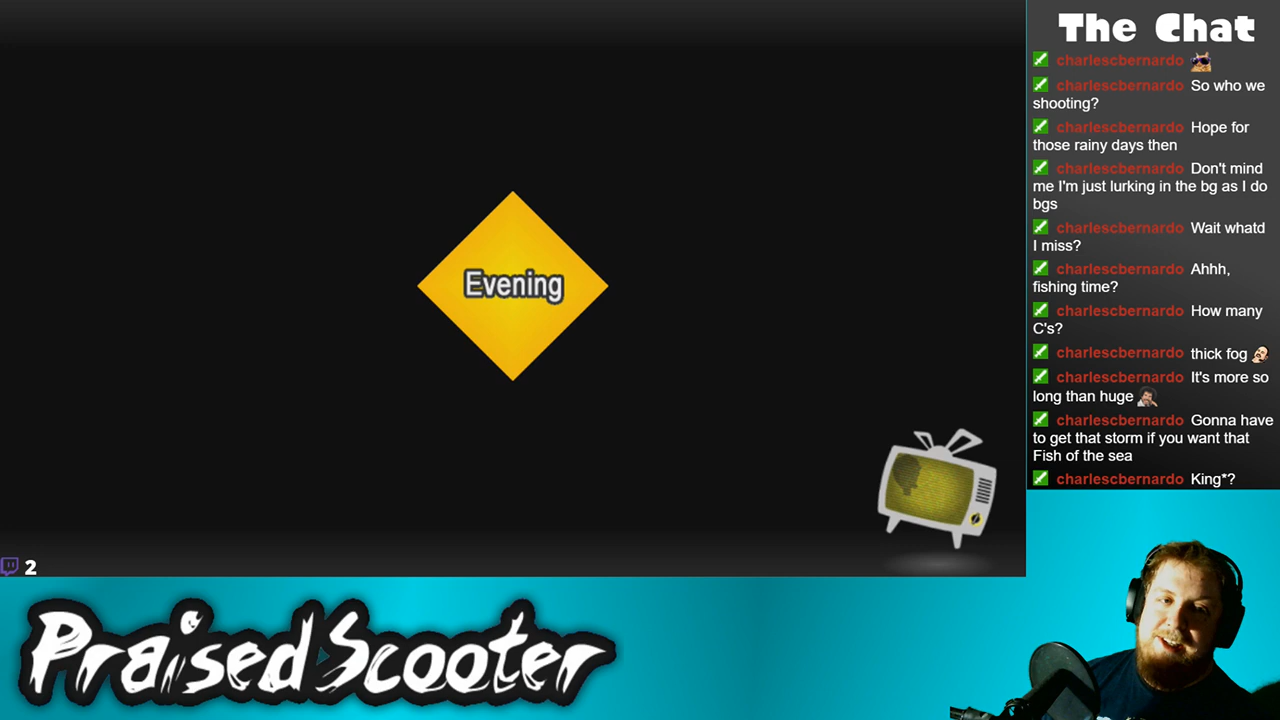 The Chat
charlescbernardo
charlescbernardo So who we
shooting?
charlescbernardo Hope for
those rainy days then
charlescbernardo Don't mind
me I'm just lurking in the bg as I do
bgs
charlescbernardo Wait whatd
I miss?
charlescbernardo Ahhh,
fishing time?
charlescbernardo How many
C's?
charlescbernardo thick fog
charlescbernardo It's more so
long than huge
charlescbernardo Gonna have
to get that storm if you want that
Fish of the sea
charlescbernardo King*?
Evening
2
PraisedScooter